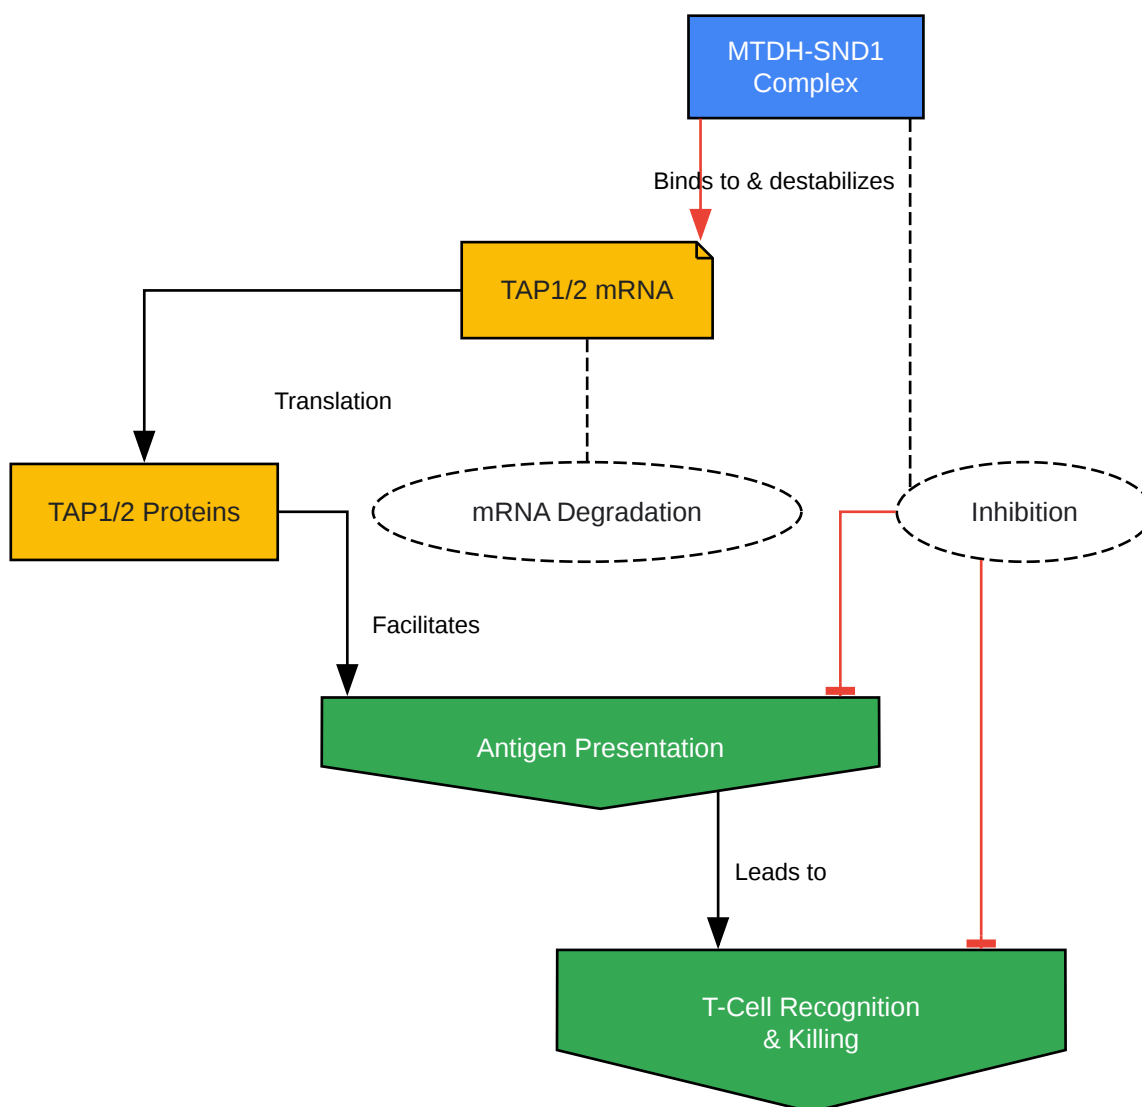 MTDH-SND1
Complex
Binds to & destabilizes
TAP1/2 mRNA
Translation
TAP1/2 Proteins
mRNA Degradation
Inhibition
Facilitates
Antigen Presentation
Leads to
T-Cell Recognition
& Killing